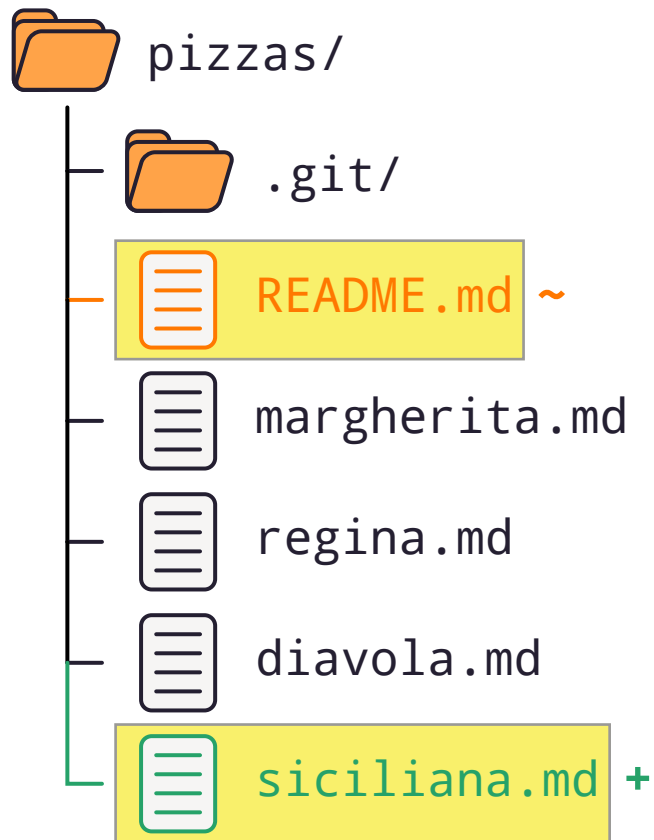 pizzas/
.git/
README.md ~
margherita.md
regina.md
diavola.md
siciliana.md +